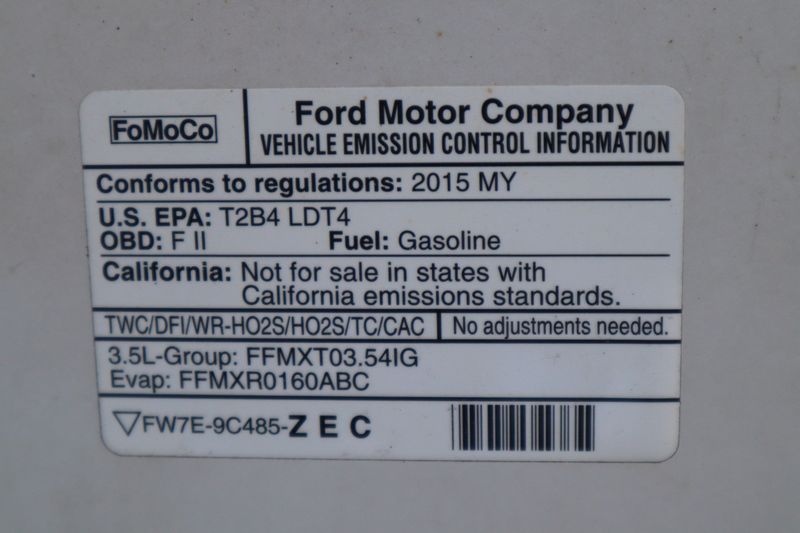 FoMoCo
Ford Motor Company
VEHICLE EMISSION CONTROL INFORMATION
Conforms to regulations: 2015 MY
U.S. EPA: T2B4 LDT4
OBD: F II Fuel: Gasoline
California: Not for sale in states with
California emissions standards.
TWC/DFI/WR-HO2S/HO2S/TC/CAC No adjustments needed.
3.5L-Group: FFMXT03.54IG
Evap: FFMXR0160ABC
FW7E-9C485-Z E C